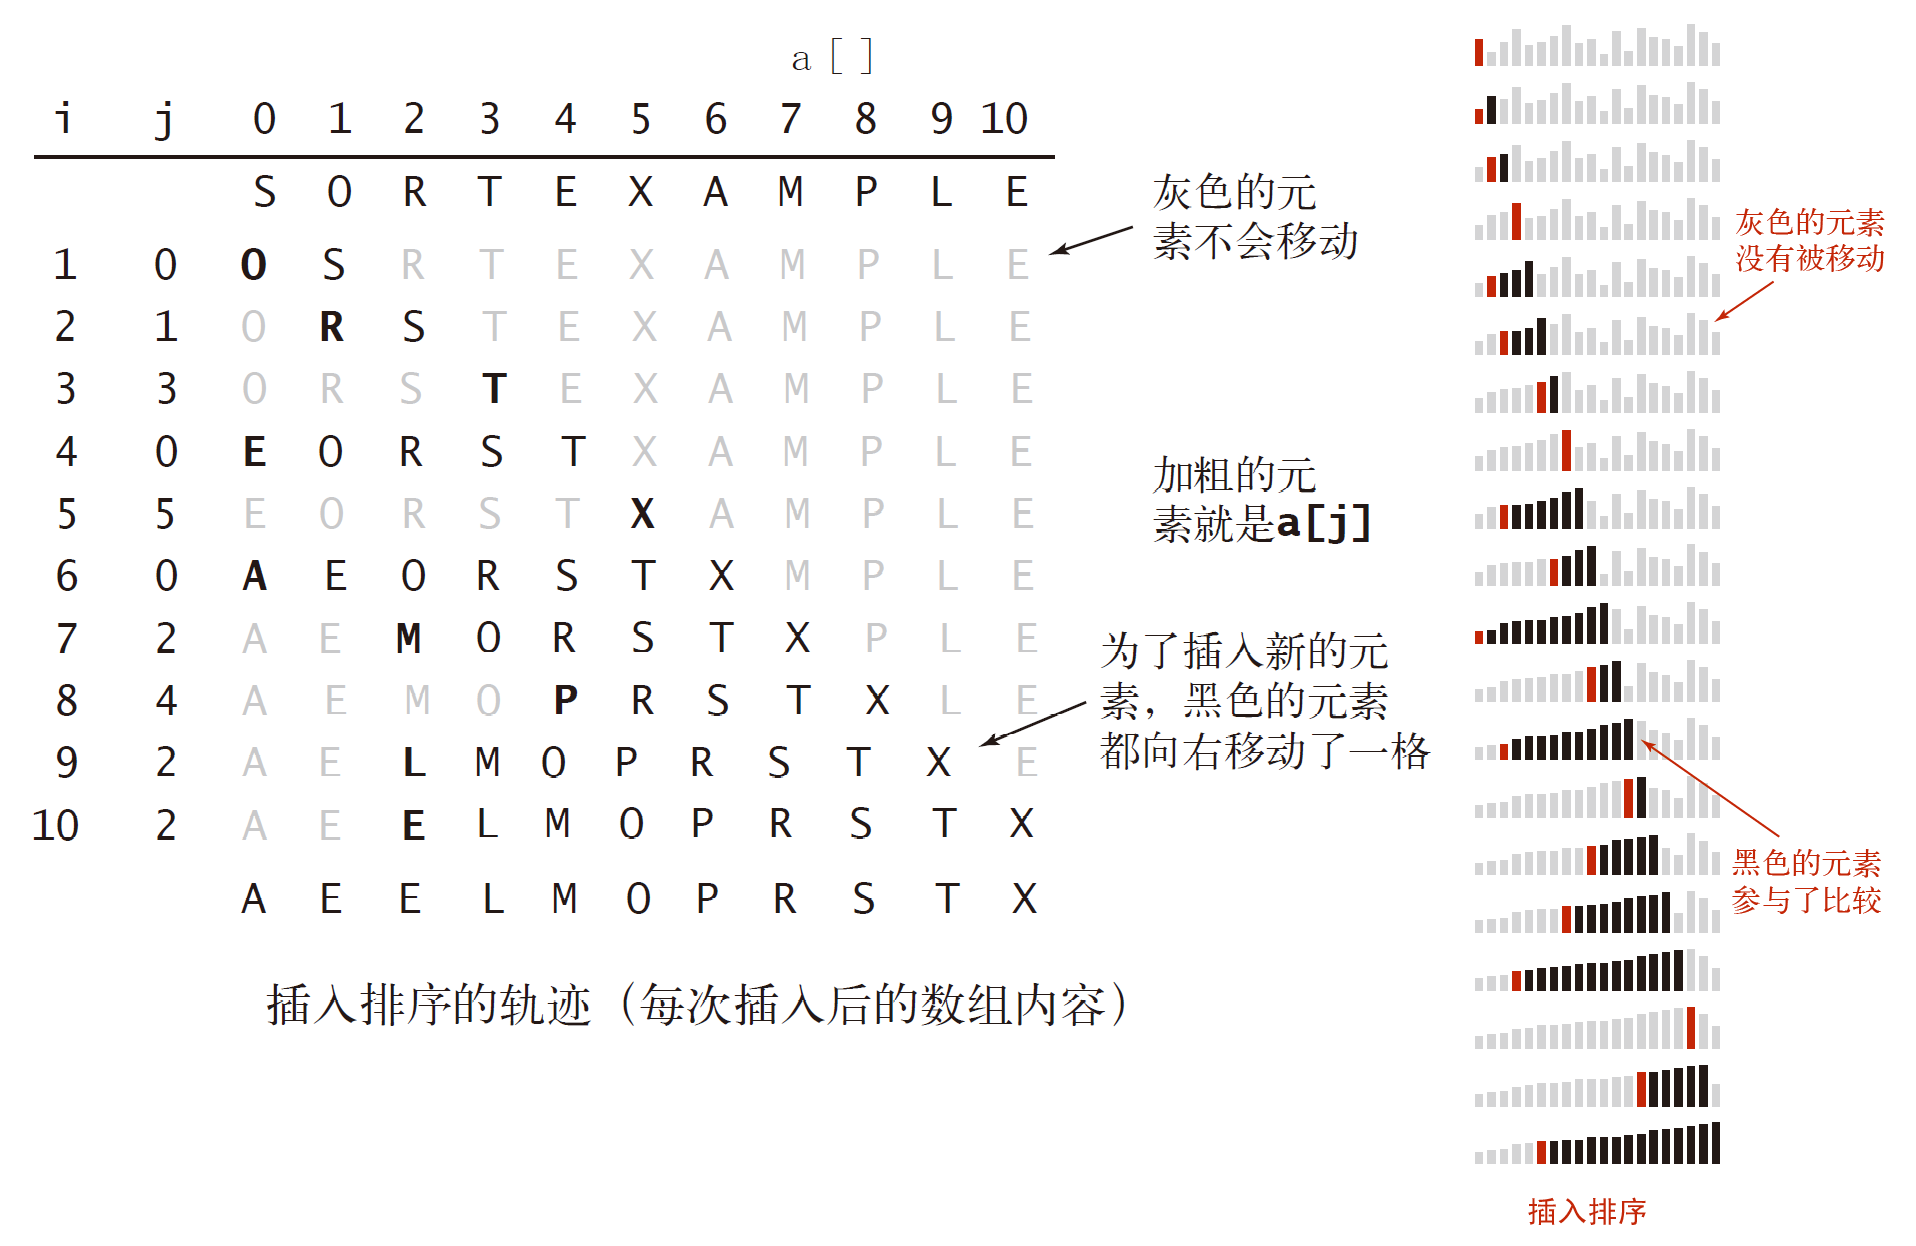 a[]
i j 0 1 2 3 4 5 6 7 8 9 10
S O R T E X A M P L E
1 0 O S R T E X A M P L E
2 1 O R S T E X A M P L E
3 3 O R S T E X A M P L E
4 0 E O R S T X A M P L E
5 5 E O R S T X A M P L E
6 0 A E O R S T X M P L E
7 2 A E M O R S T X P L E
8 4 A E M O P R S T X L E
9 2 A E L M O P R S T X E
10 2 A E E L M O P R S T X
A E E L M O P R S T X
灰色的元
素不会移动
加粗的元
素就是a[j]
为了插入新的元
素，黑色的元素
都向右移动了一格
插入排序的轨迹（每次插入后的数组内容）
灰色的元素
没有被移动
黑色的元素
参与了比较
插入排序